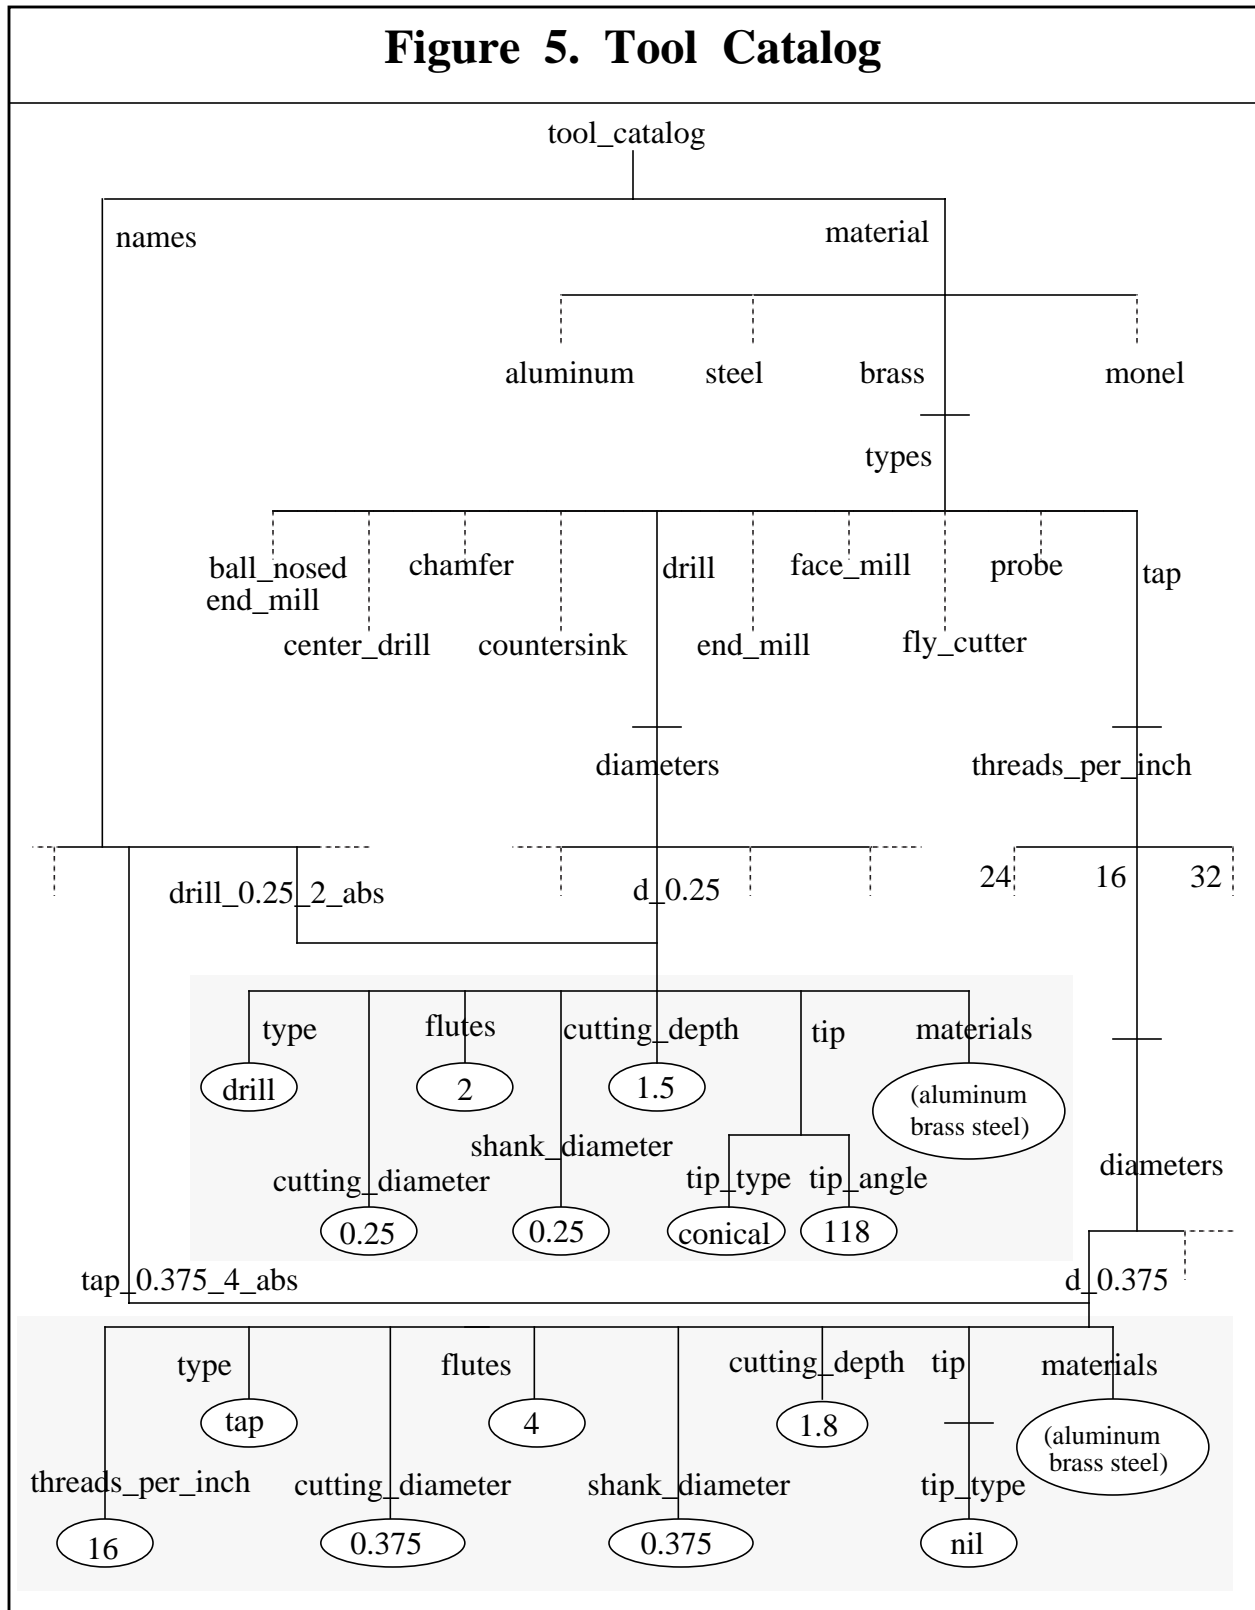 Figure 5. Tool Catalog
tool_catalog
names
material
aluminum
steel
brass
monel
types
ball_nosed
end_mill
chamfer
drill
face_mill
probe
tap
center_drill
countersink
end_mill
fly_cutter
diameters
threads_per_inch
drill_0.25_2_abs
d_0.25
24
16
32
type
flutes
cutting_depth
tip
materials
drill
2
1.5
(aluminum
brass steel)
shank_diameter
cutting_diameter
tip_type
tip_angle
diameters
0.25
0.25
conical
118
tap_0.375_4_abs
d_0.375
type
flutes
cutting_depth
tip
materials
tap
4
1.8
(aluminum
brass steel)
threads_per_inch
cutting_diameter
shank_diameter
tip_type
16
0.375
0.375
nil